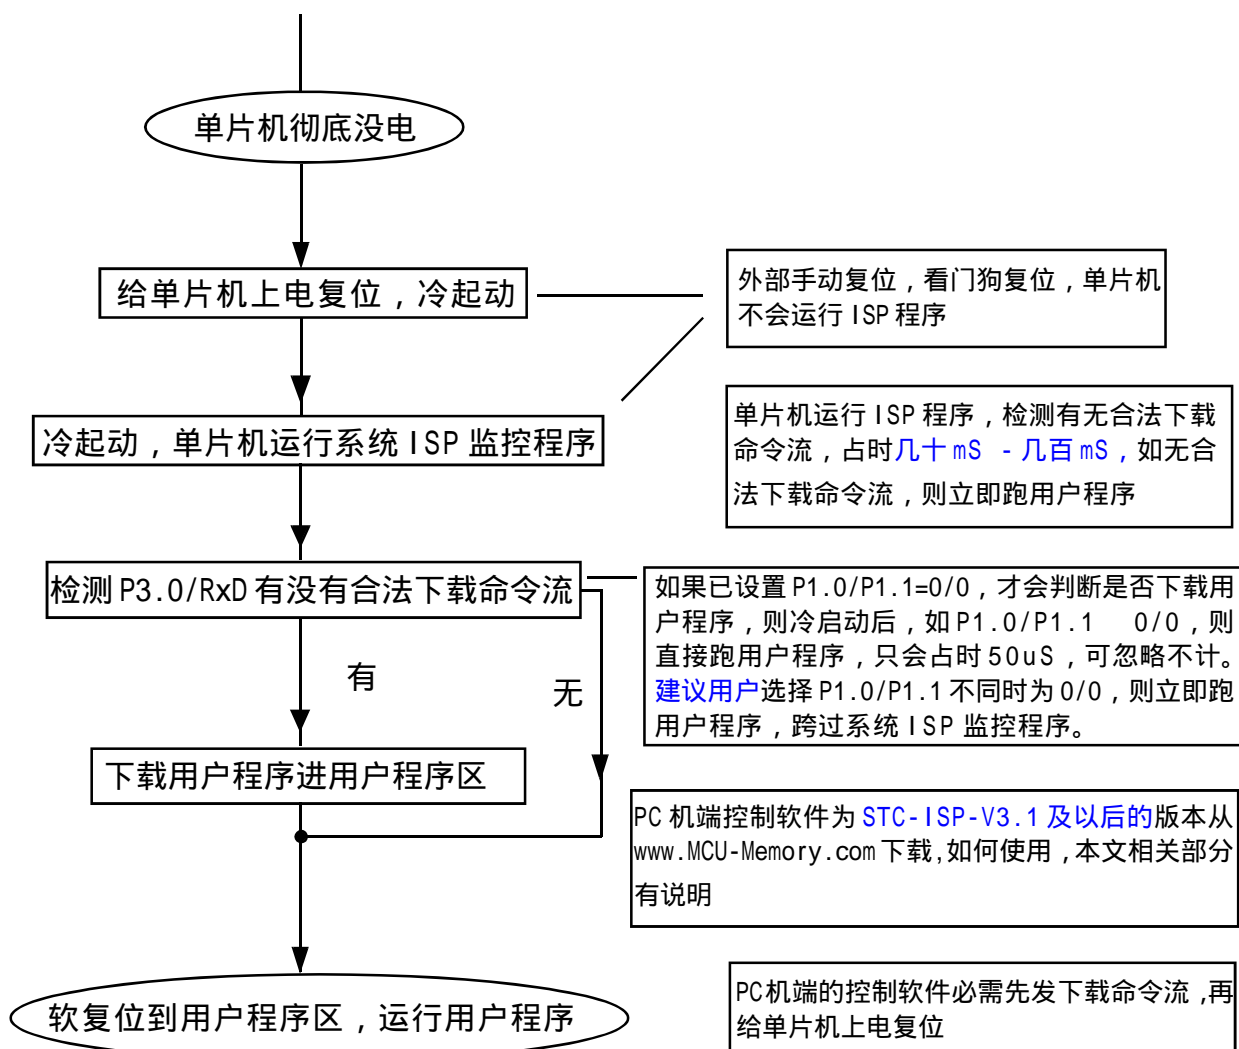 单片机彻底没电
给单片机上电复位，冷起动
外部手动复位，看门狗复位，单片机
不会运行 ISP 程序
冷起动，单片机运行系统 ISP 监控程序
单片机运行 ISP 程序，检测有无合法下载
命令流，占时几十 mS - 几百 mS，如无合
法下载命令流，则立即跑用户程序
检测 P3.0/RxD 有没有合法下载命令流
如果已设置 P1.0/P1.1=0/0，才会判断是否下载用
户程序，则冷启动后，如 P1.0/P1.1 0/0，则
直接跑用户程序，只会占时 50uS，可忽略不计。
建议用户选择 P1.0/P1.1 不同时为 0/0，则立即跑
用户程序，跨过系统 ISP 监控程序。
有
无
下载用户程序进用户程序区
PC 机端控制软件为 STC-ISP-V3.1 及以后的版本从
www.MCU-Memory.com 下载,如何使用，本文相关部分
有说明
软复位到用户程序区，运行用户程序
PC机端的控制软件必需先发下载命令流，再
给单片机上电复位